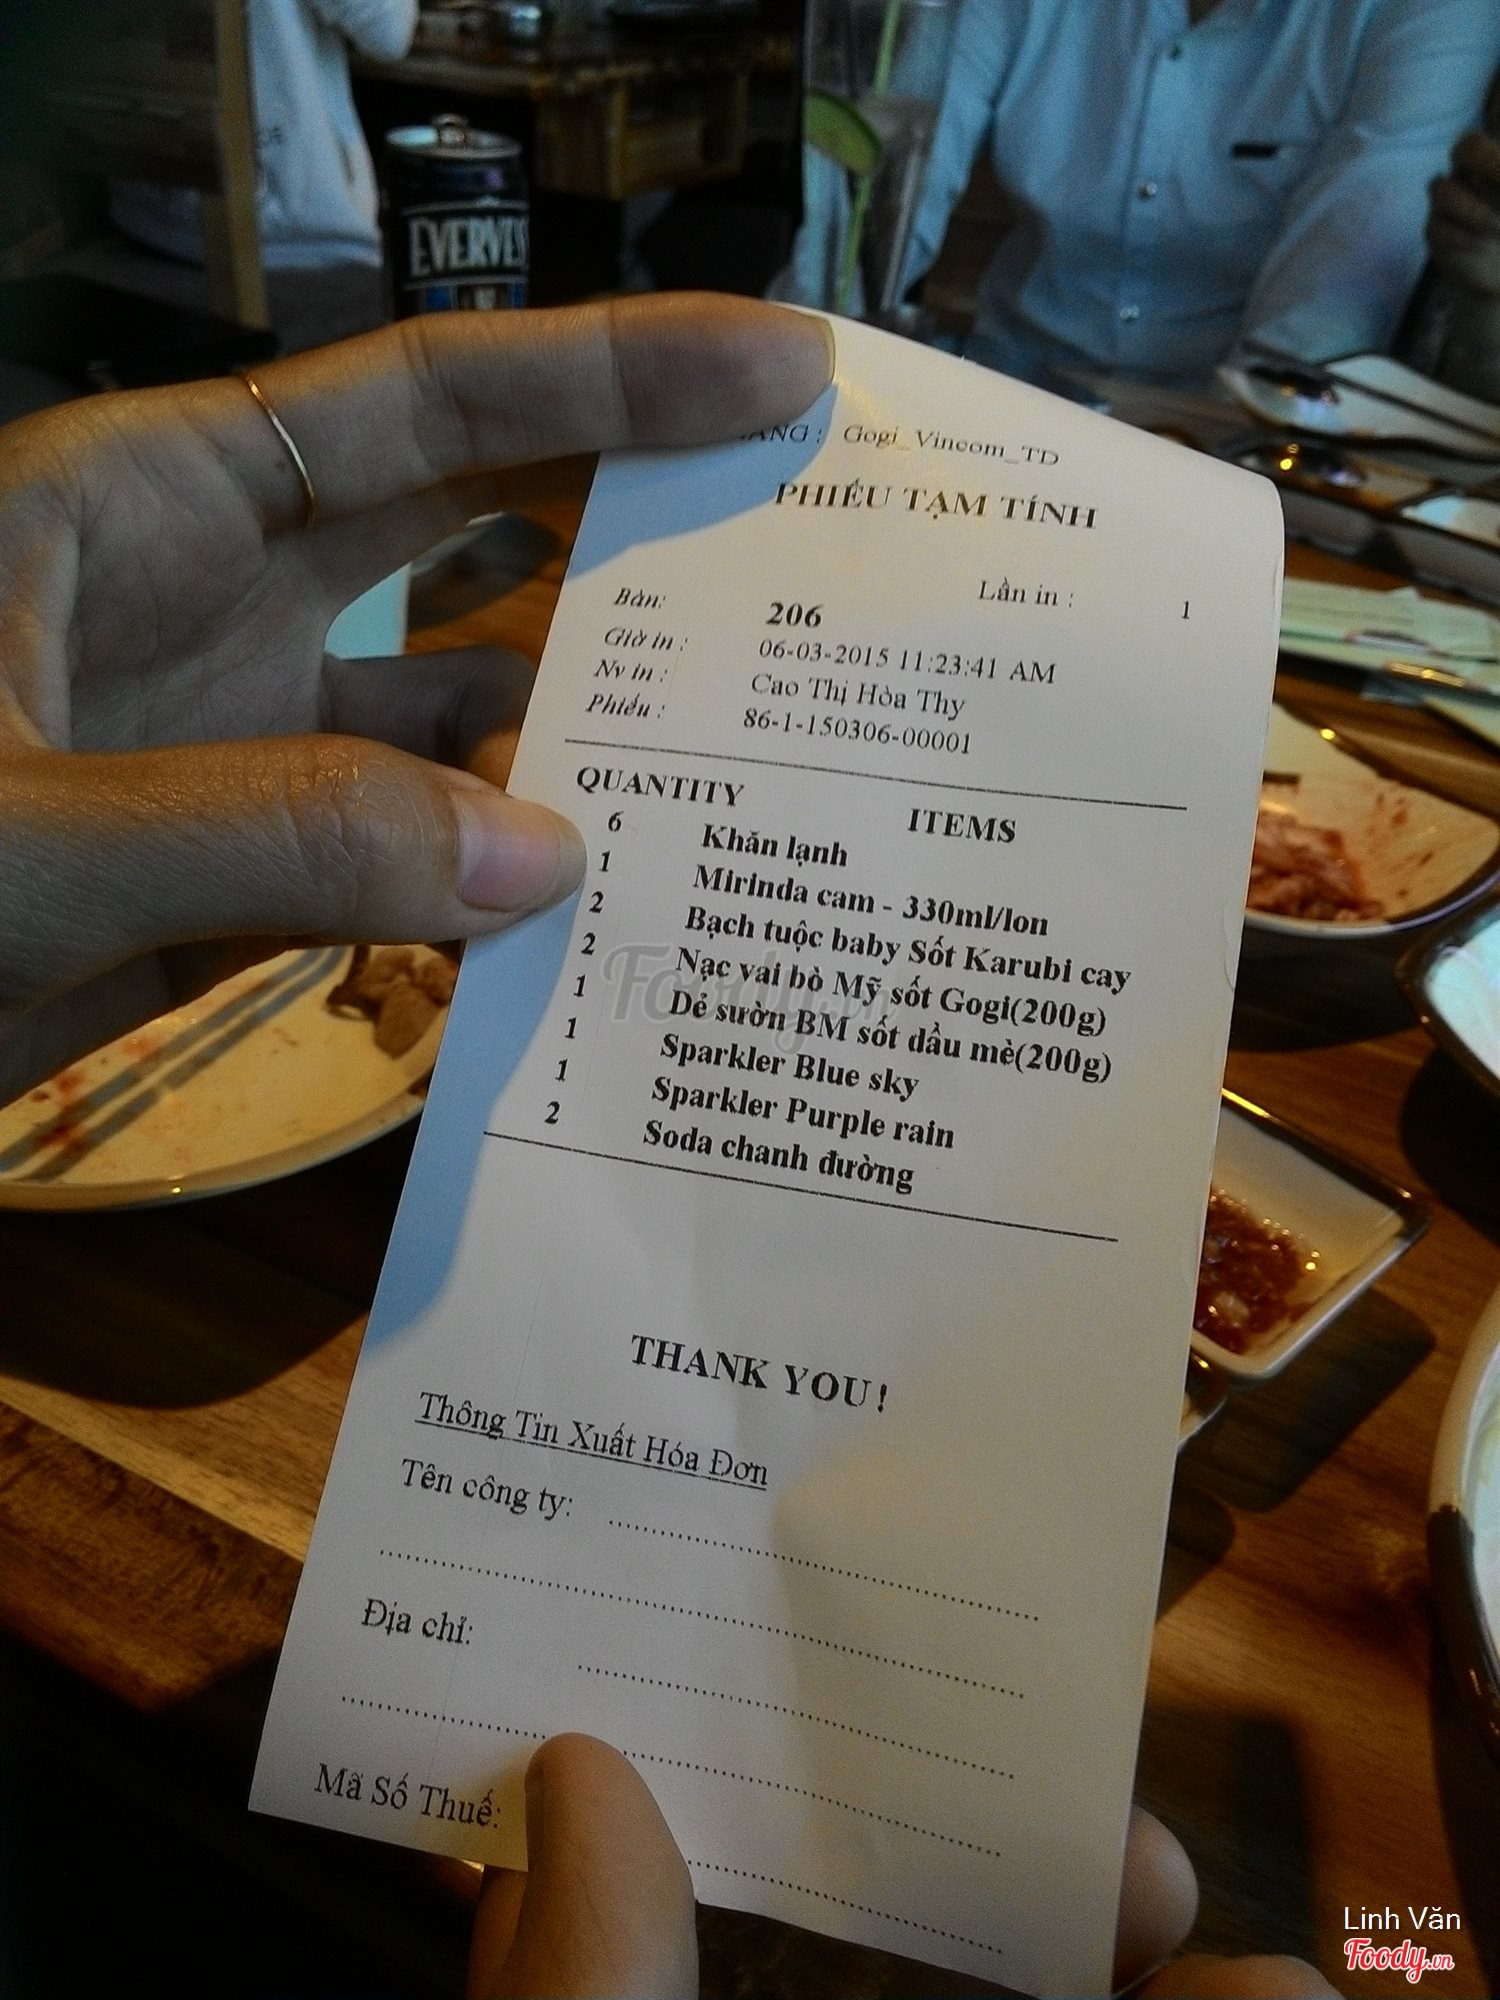 EVERVES
Gogi_Vincom_TD
PHIẾU TẠM TÍNH
Lần in : 1
Bàn: 206
Giờ in : 06-03-2015 11:23:41 AM
Nv in : Cao Thị Hòa Thy
Phiếu : 86-1-150306-00001
QUANTITY ITEMS
6 Khăn lạnh
1 Mirinda cam - 330ml/lon
2 Bạch tuộc baby Sốt Karubi cay
2 Nạc vai bò Mỹ sốt Gogi(200g)
1 Dẻ sườn BM sốt dầu mè(200g)
1 Sparkler Blue sky
1 Sparkler Purple rain
2 Soda chanh đường
Foody.vn
THANK YOU!
Thông Tin Xuất Hóa Đơn
Tên công ty:
Địa chỉ:
Mã Số Thuế:
Linh Văn
Foody.vn